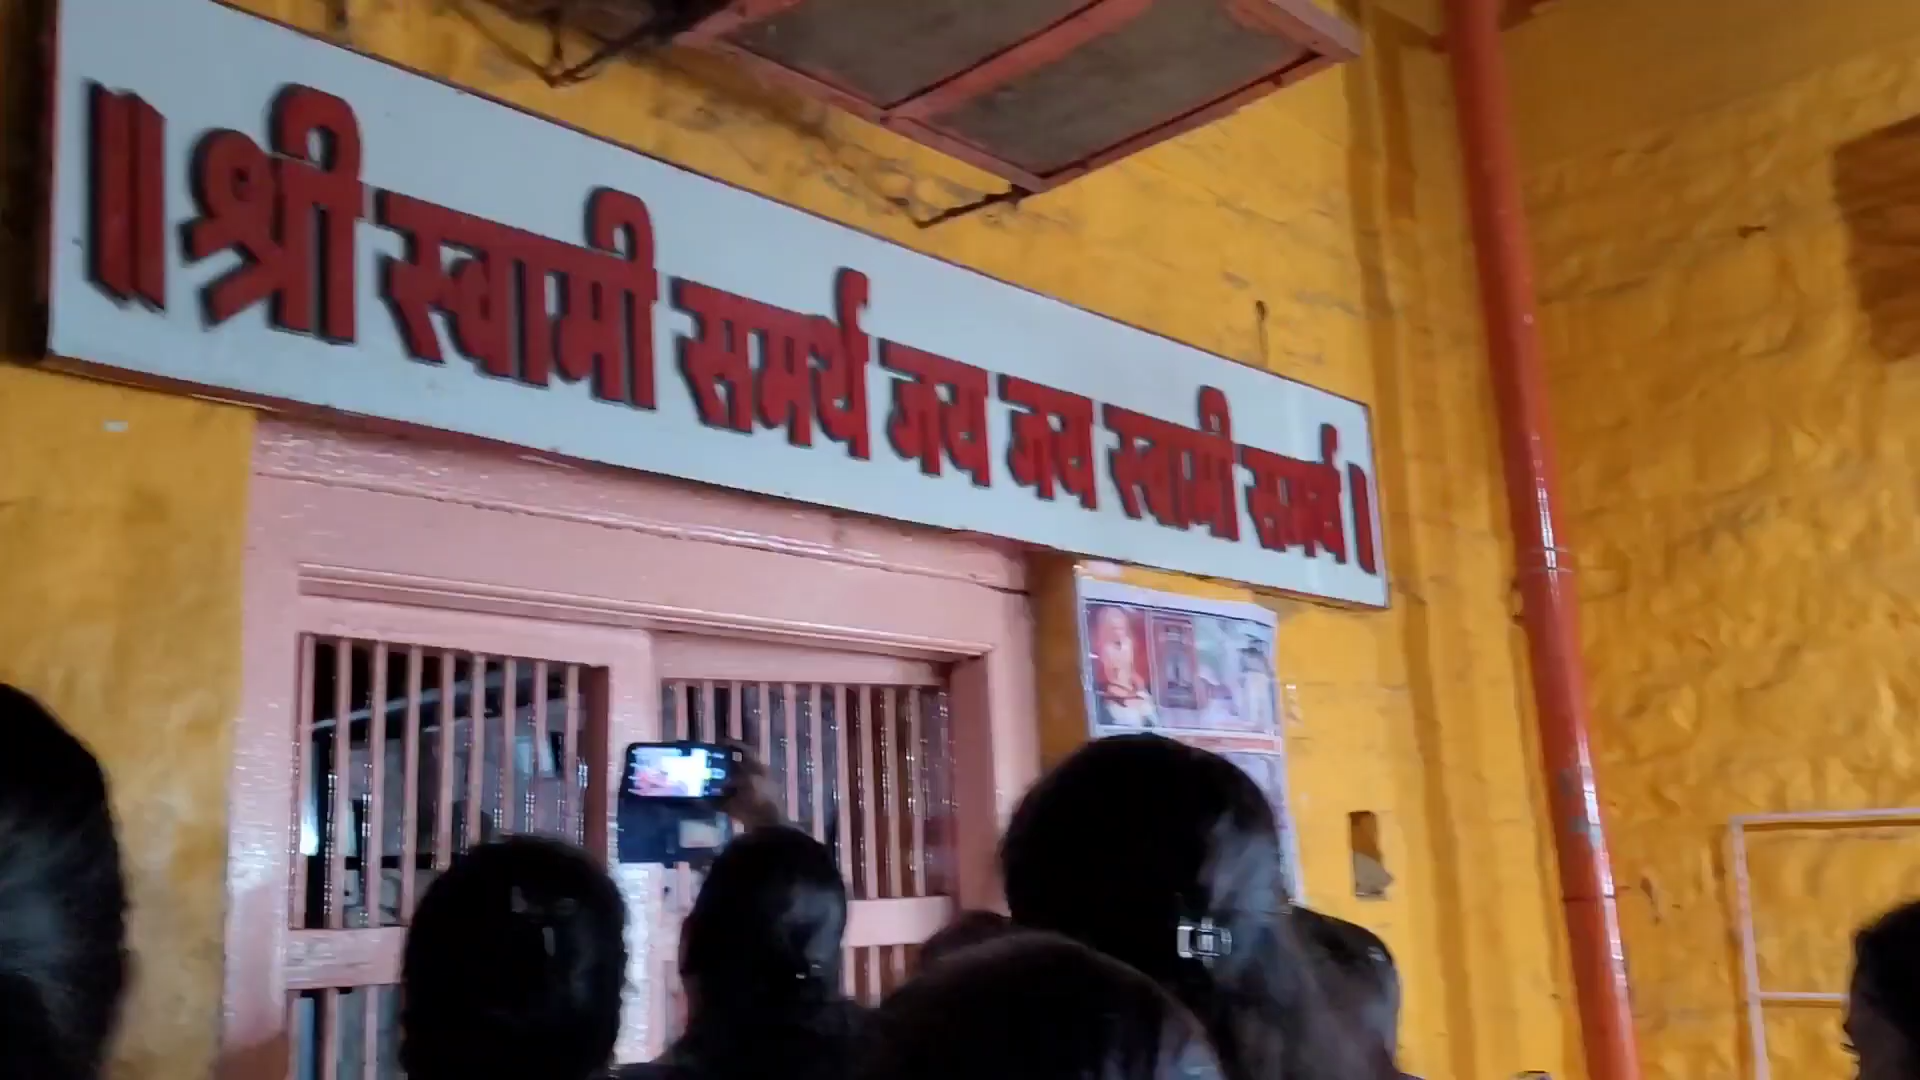 ॥ श्री स्वामी समर्थ जय जय स्वामी समर्थ ।